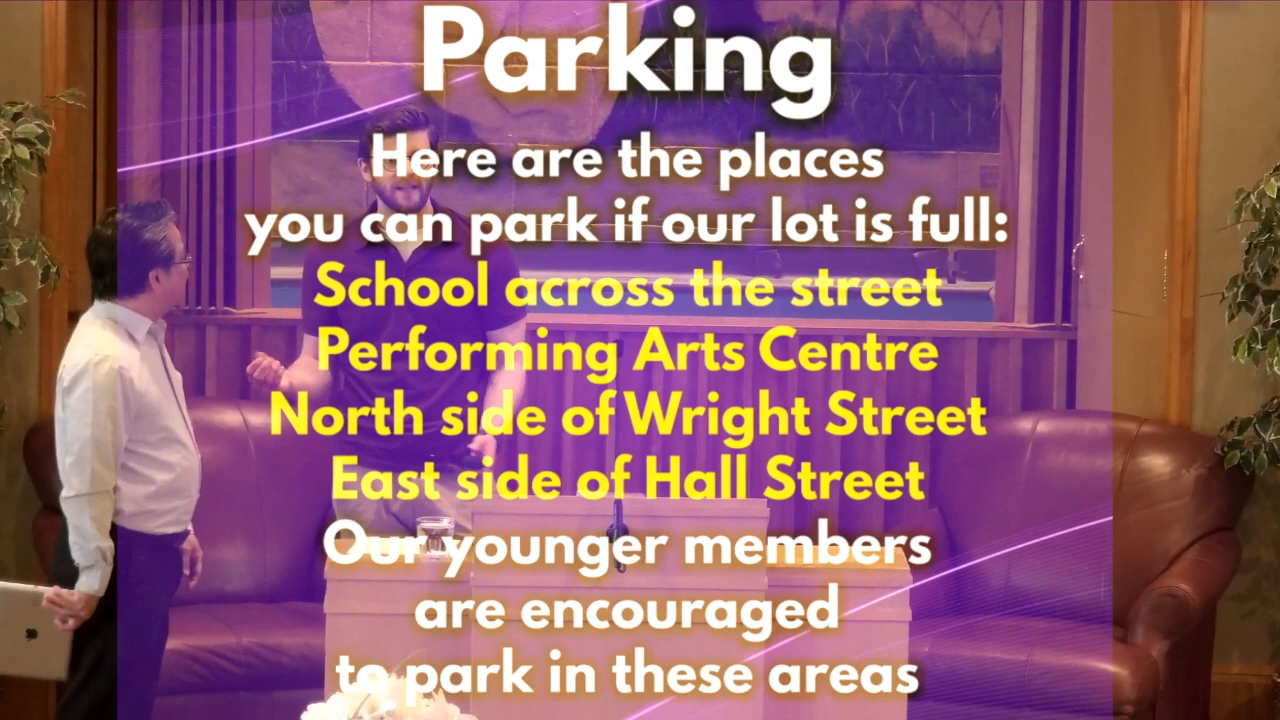 Parking
Here are the places
you can park if our lot is full:
School across the street
Performing Arts Centre
North side of Wright Street
East side of Hall Street
Our younger members
are encouraged
to park in these areas